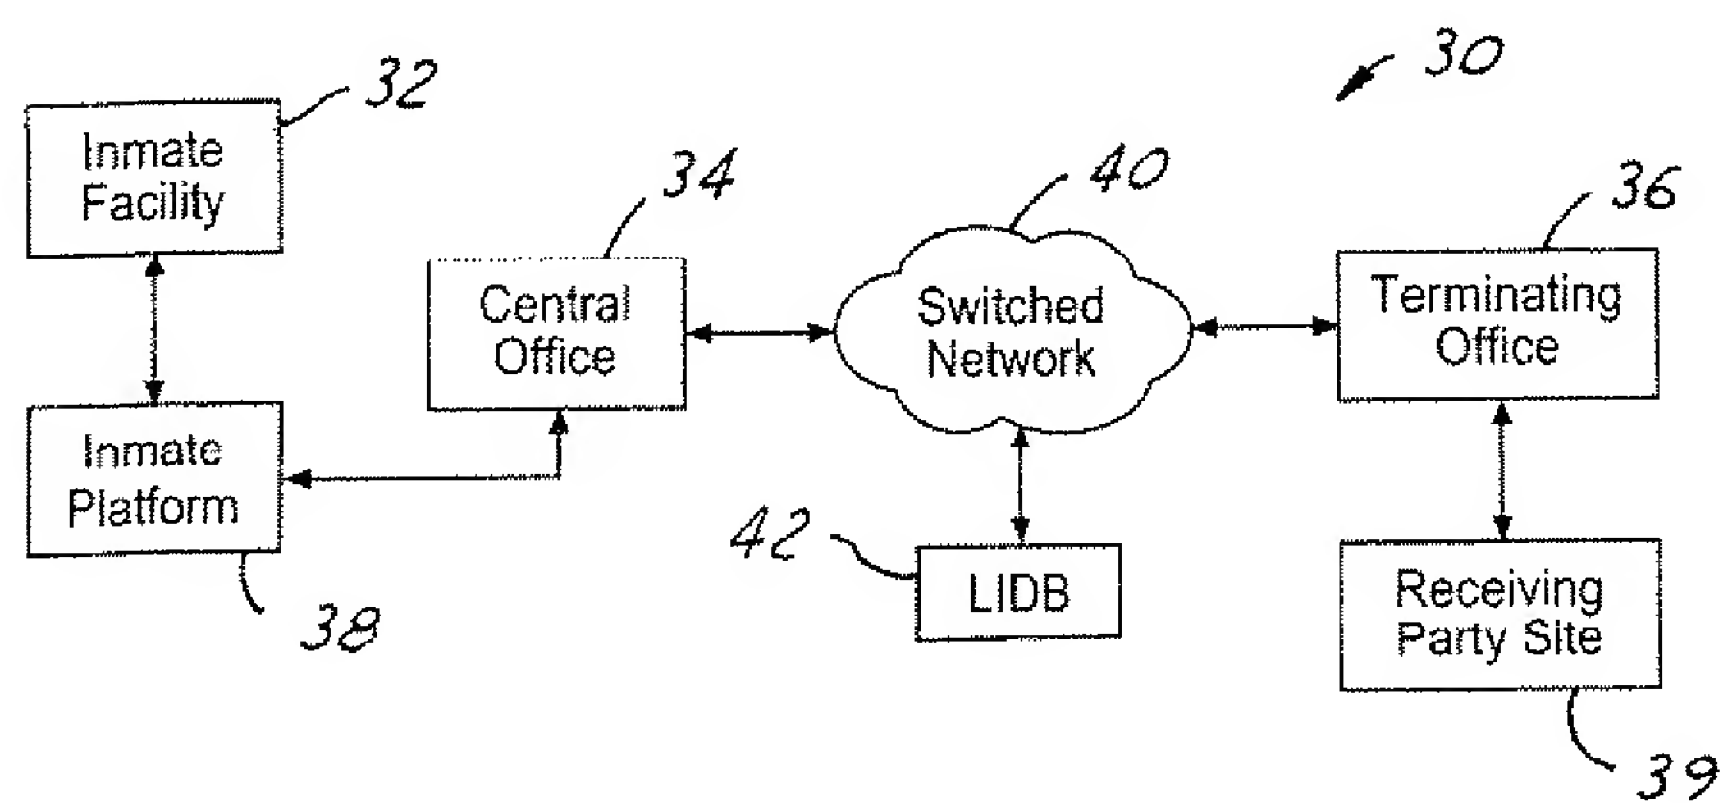 30
32
Inmate
Facility
34
Central
Office
40
Switched
Network
36
Terminating
Office
Inmate
Platform
38
42
LIDB
Receiving
Party Site
39